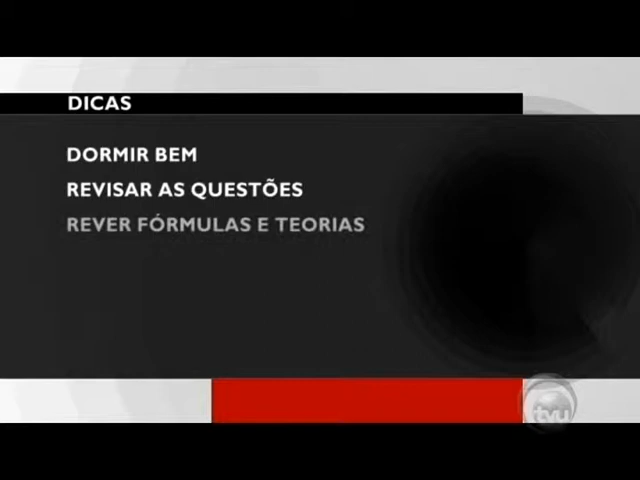 DICAS
DORMIR BEM
REVISAR AS QUESTÕES
REVER FÓRMULAS E TEORIAS
tvu